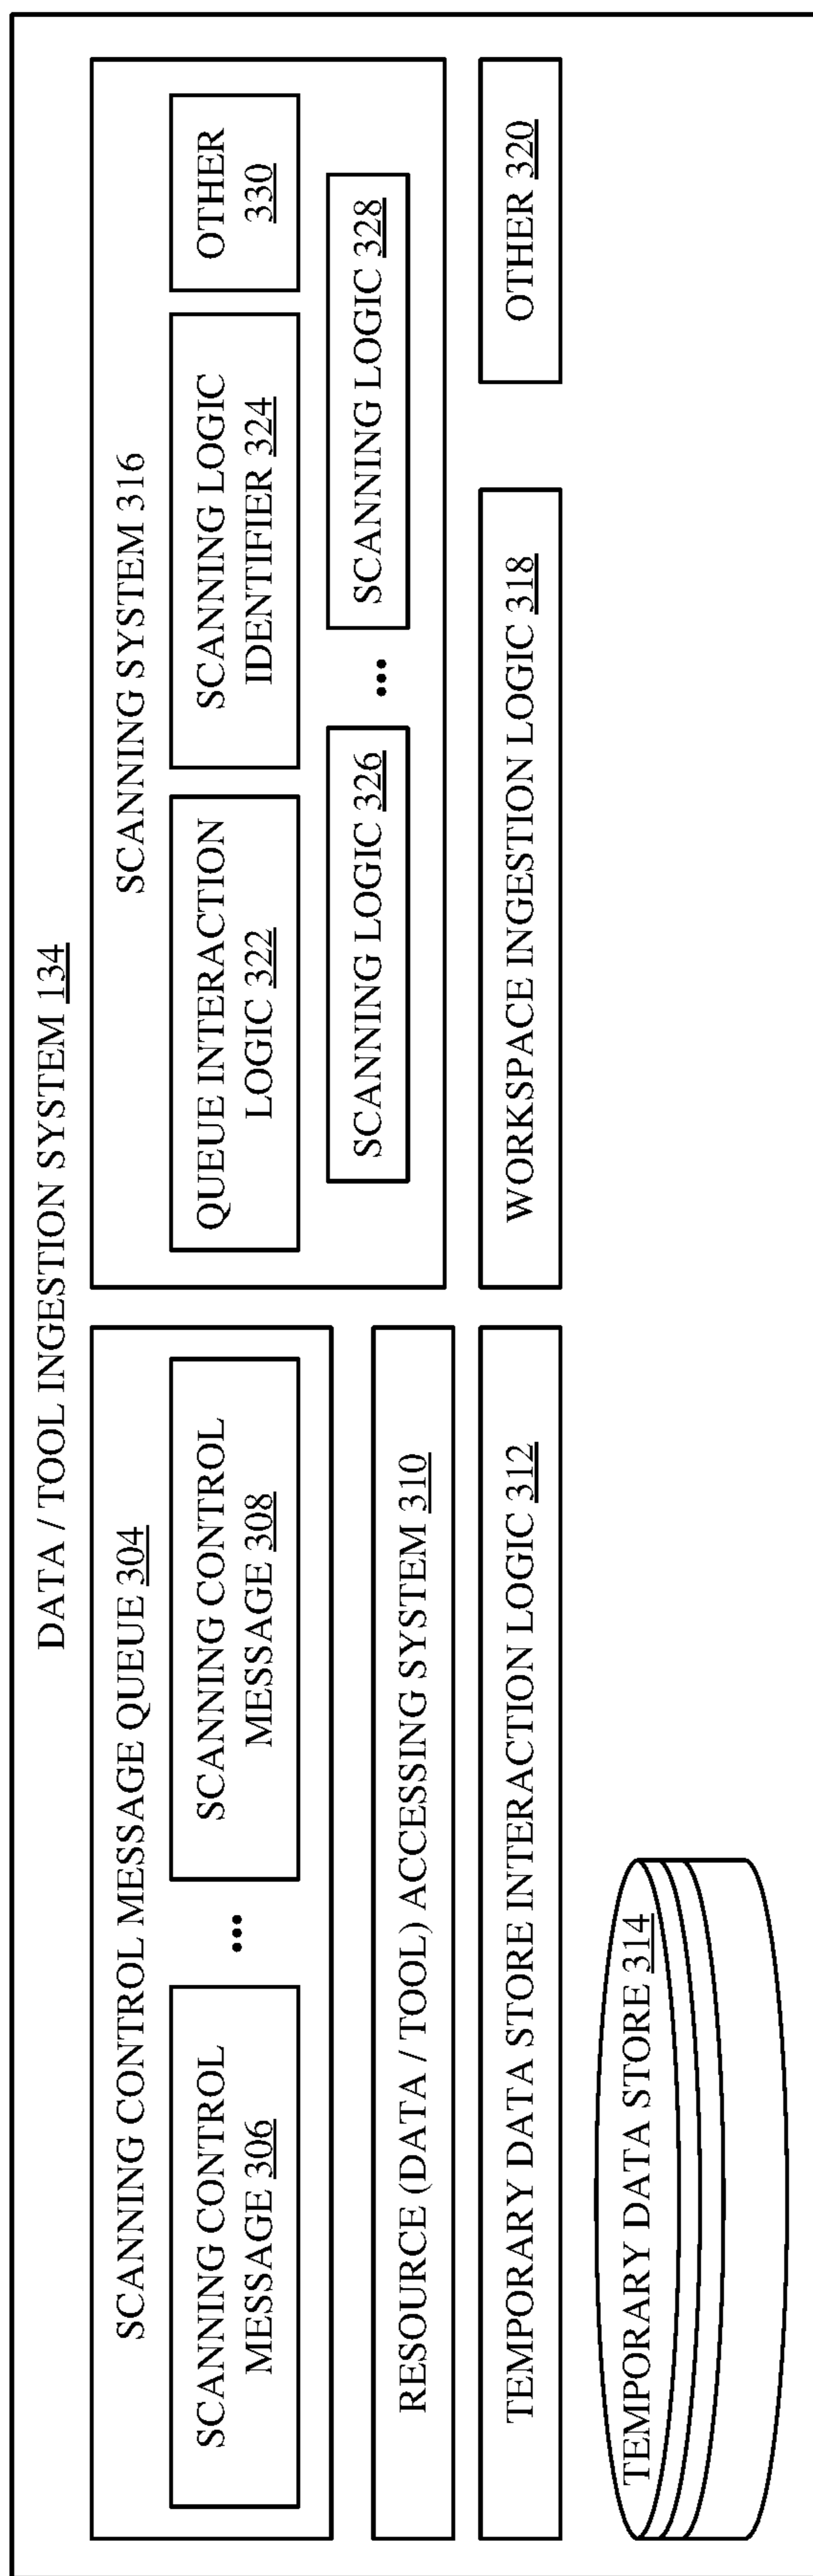 DATA / TOOL INGESTION SYSTEM 134
SCANNING CONTROL MESSAGE QUEUE 304
SCANNING CONTROL
MESSAGE 306
...
SCANNING CONTROL
MESSAGE 308
RESOURCE (DATA / TOOL) ACCESSING SYSTEM 310
TEMPORARY DATA STORE INTERACTION LOGIC 312
TEMPORARY DATA STORE 314
SCANNING SYSTEM 316
QUEUE INTERACTION
LOGIC 322
SCANNING LOGIC
IDENTIFIER 324
OTHER
330
SCANNING LOGIC 326
...
SCANNING LOGIC 328
WORKSPACE INGESTION LOGIC 318
OTHER 320